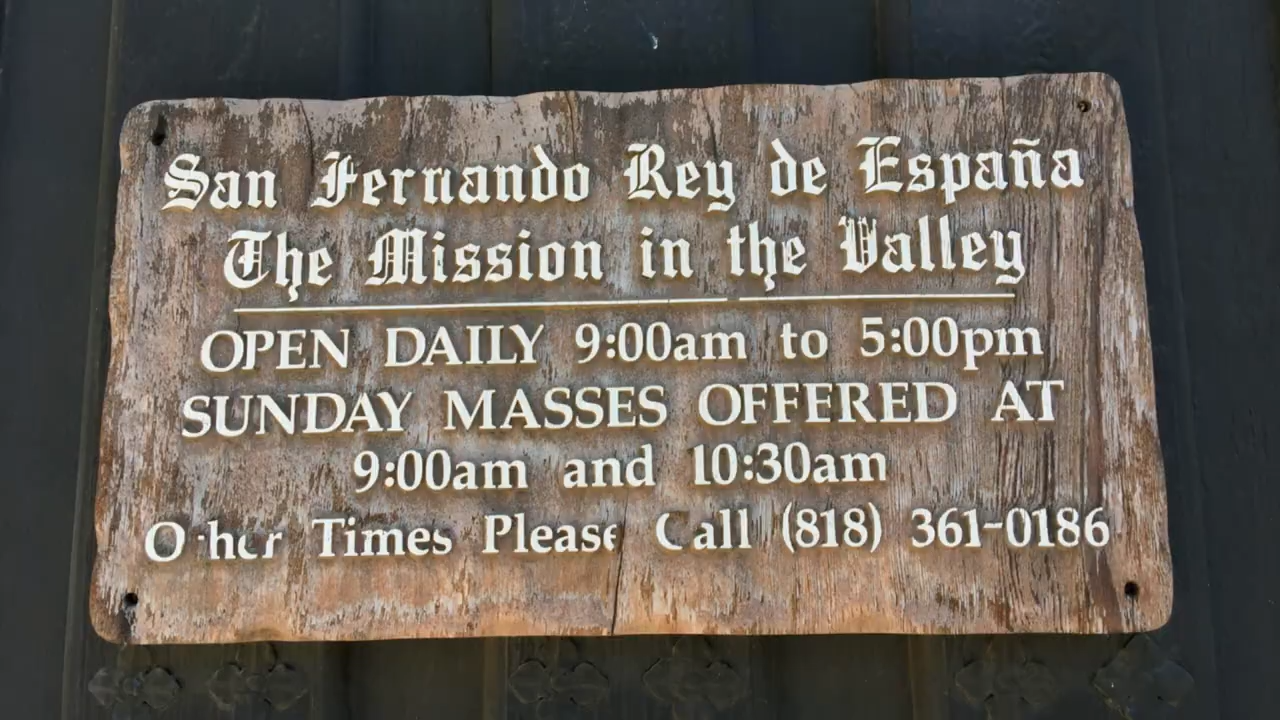 San Fernando Rey de España
The Mission in the Valley
OPEN DAILY 9:00am to 5:00pm
SUNDAY MASSES OFFERED AT
9:00am and 10:30am
Other Times Please Call (818) 361-0186